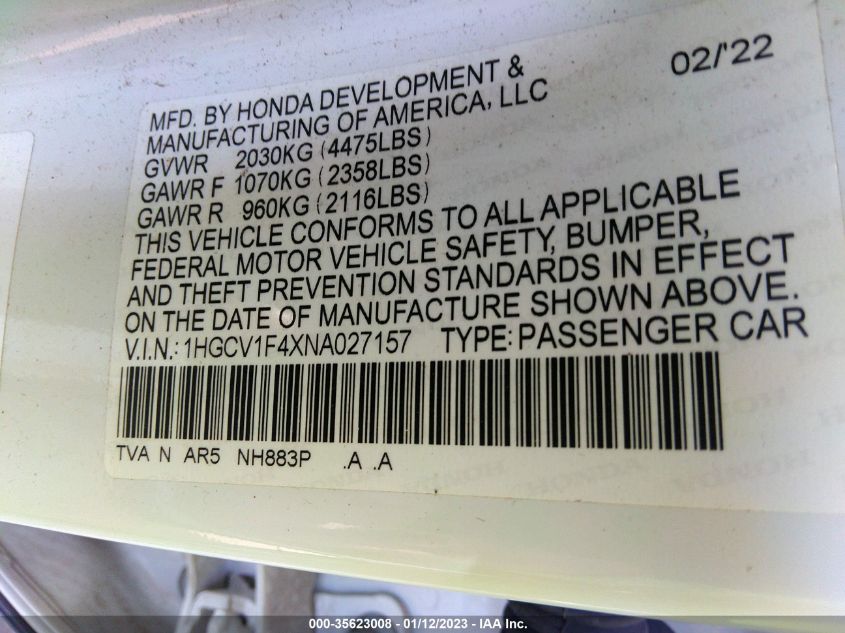 02/'22
MFD. BY HONDA DEVELOPMENT &
MANUFACTURING OF AMERICA, LLC
GVWR 2030KG (4475LBS)
GAWR F 1070KG (2358LBS)
GAWR R 960KG (2116LBS)
THIS VEHICLE CONFORMS TO ALL APPLICABLE
FEDERAL MOTOR VEHICLE SAFETY, BUMPER,
AND THEFT PREVENTION STANDARDS IN EFFECT
ON THE DATE OF MANUFACTURE SHOWN ABOVE.
V.I.N.: 1HGCV1F4XNA027157 TYPE: PASSENGER CAR
TVA N AR5 NH883P .A .A
000-35623008 - 01/12/2023 - IAA Inc.